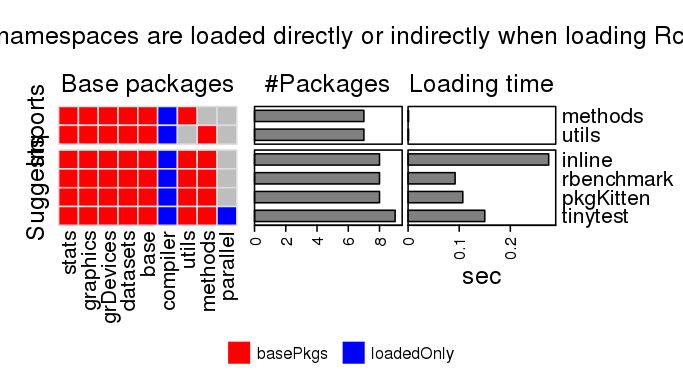 namespaces are loaded directly or indirectly when loading Rc
Base packages
#Packages
Loading time
Imports
Suggests
methods
utils
inline
rbenchmark
pkgKitten
tinytest
stats
graphics
grDevices
datasets
base
compiler
utils
methods
parallel
0 2 4 6 8
0 0.1 0.2
sec
basePkgs
loadedOnly